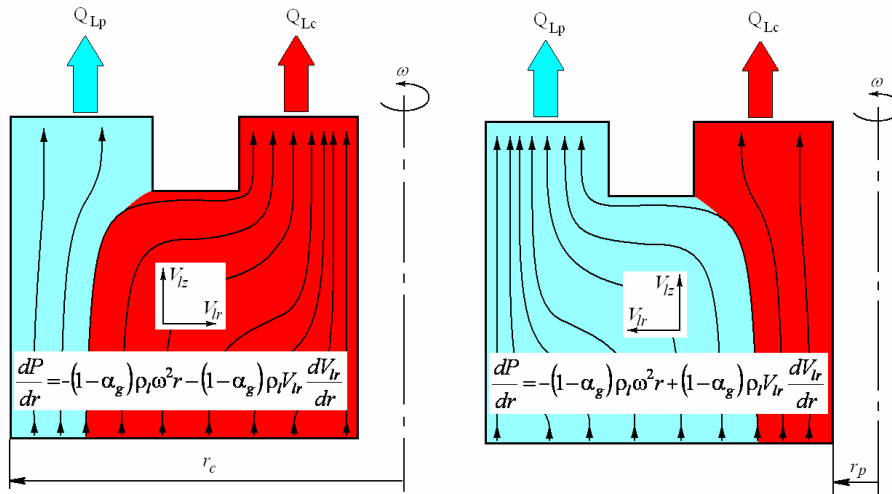 Q_Lp Q_Lc
ω
V_lz
V_lr
dP/dr=-(1-α_g)ρ_lω²r-(1-α_g)ρ_lV_lr dV_lr/dr
r_c
Q_Lp Q_Lc
ω
V_lz
V_lr
dP/dr=-(1-α_g)ρ_lω²r+(1-α_g)ρ_lV_lr dV_lr/dr
r_p